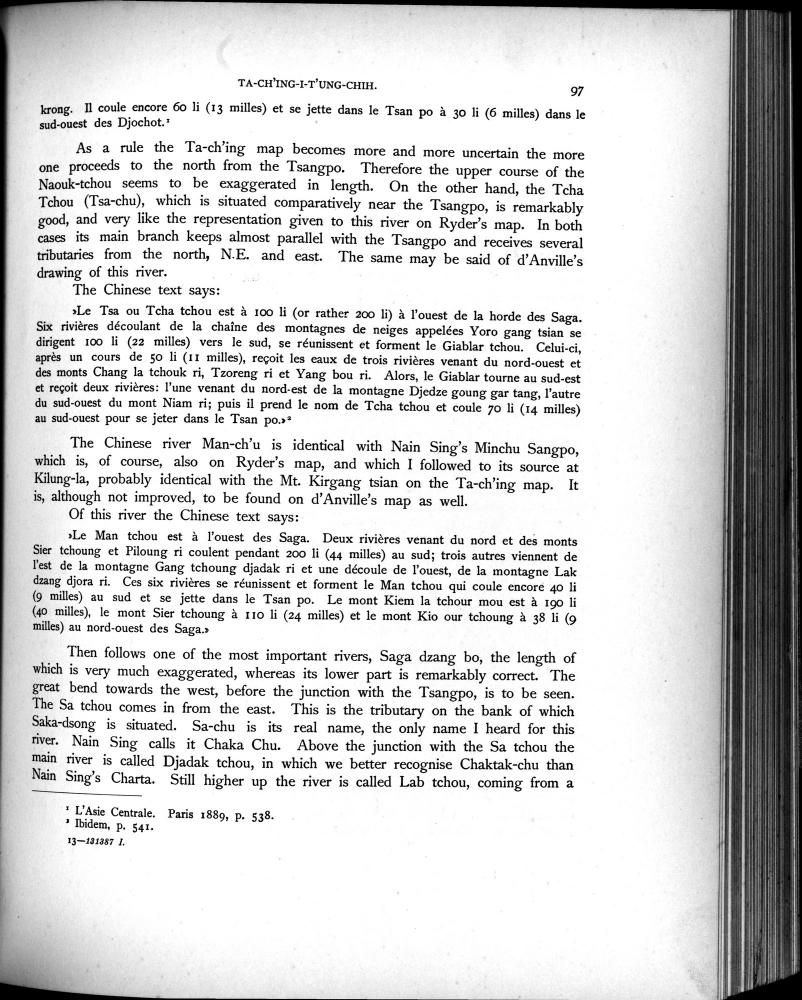 TA-CH'ING-I-T'UNG-CHIH.
97
krong. Il coule encore 60 li (13 milles) et se jette dans le Tsan po à 30 li (6 milles) dans le
sud-ouest des Djochot.¹
As a rule the Ta-ch'ing map becomes more and more uncertain the more
one proceeds to the north from the Tsangpo. Therefore the upper course of the
Naouk-tchou seems to be exaggerated in length. On the other hand, the Tcha
Tchou (Tsa-chu), which is situated comparatively near the Tsangpo, is remarkably
good, and very like the representation given to this river on Ryder's map. In both
cases its main branch keeps almost parallel with the Tsangpo and receives several
tributaries from the north, N.E. and east. The same may be said of d'Anville's
drawing of this river.
The Chinese text says:
»Le Tsa ou Tcha tchou est à 100 li (or rather 200 li) à l'ouest de la horde des Saga.
Six rivières découlant de la chaîne des montagnes de neiges appelées Yoro gang tsian se
dirigent 100 li (22 milles) vers le sud, se réunissent et forment le Giablar tchou. Celui-ci,
après un cours de 50 li (11 milles), reçoit les eaux de trois rivières venant du nord-ouest et
des monts Chang la tchouk ri, Tzoreng ri et Yang bou ri. Alors, le Giablar tourne au sud-est
et reçoit deux rivières: l'une venant du nord-est de la montagne Djedze goung gar tang, l'autre
du sud-ouest du mont Niam ri; puis il prend le nom de Tcha tchou et coule 70 li (14 milles)
au sud-ouest pour se jeter dans le Tsan po.»²
The Chinese river Man-ch'u is identical with Nain Sing's Minchu Sangpo,
which is, of course, also on Ryder's map, and which I followed to its source at
Kilung-la, probably identical with the Mt. Kirgang tsian on the Ta-ch'ing map. It
is, although not improved, to be found on d'Anville's map as well.
Of this river the Chinese text says:
»Le Man tchou est à l'ouest des Saga. Deux rivières venant du nord et des monts
Sier tchoung et Piloung ri coulent pendant 200 li (44 milles) au sud; trois autres viennent de
l'est de la montagne Gang tchoung djadak ri et une découle de l'ouest, de la montagne Lak
dzang djora ri. Ces six rivières se réunissent et forment le Man tchou qui coule encore 40 li
(9 milles) au sud et se jette dans le Tsan po. Le mont Kiem la tchour mou est à 190 li
(40 milles), le mont Sier tchoung à 110 li (24 milles) et le mont Kio our tchoung à 38 li (9
milles) au nord-ouest des Saga.»
Then follows one of the most important rivers, Saga dzang bo, the length of
which is very much exaggerated, whereas its lower part is remarkably correct. The
great bend towards the west, before the junction with the Tsangpo, is to be seen.
The Sa tchou comes in from the east. This is the tributary on the bank of which
Saka-dsong is situated. Sa-chu is its real name, the only name I heard for this
river. Nain Sing calls it Chaka Chu. Above the junction with the Sa tchou the
main river is called Djadak tchou, in which we better recognise Chaktak-chu than
Nain Sing's Charta. Still higher up the river is called Lab tchou, coming from a
¹ L'Asie Centrale. Paris 1889, p. 538.
² Ibidem, p. 541.
13—131387 I.